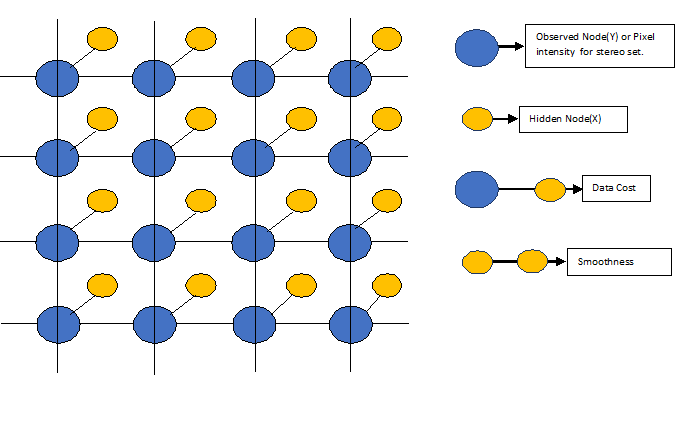 Observed Node(Y) or Pixel
intensity for stereo set.
Hidden Node(X)
Data Cost
Smoothness